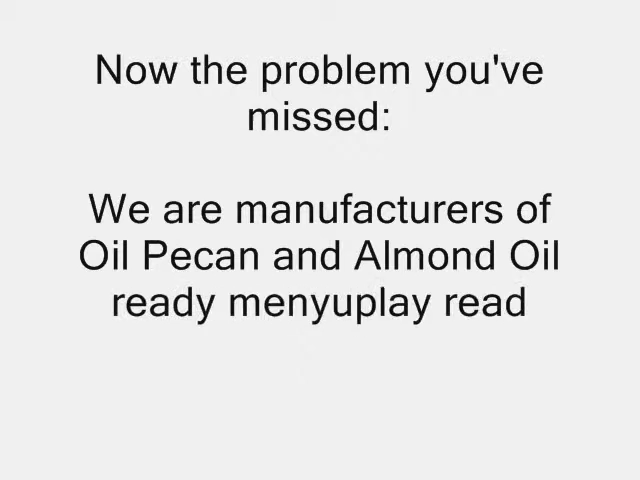 Now the problem you've
missed:
We are manufacturers of
Oil Pecan and Almond Oil
ready menyuplay read